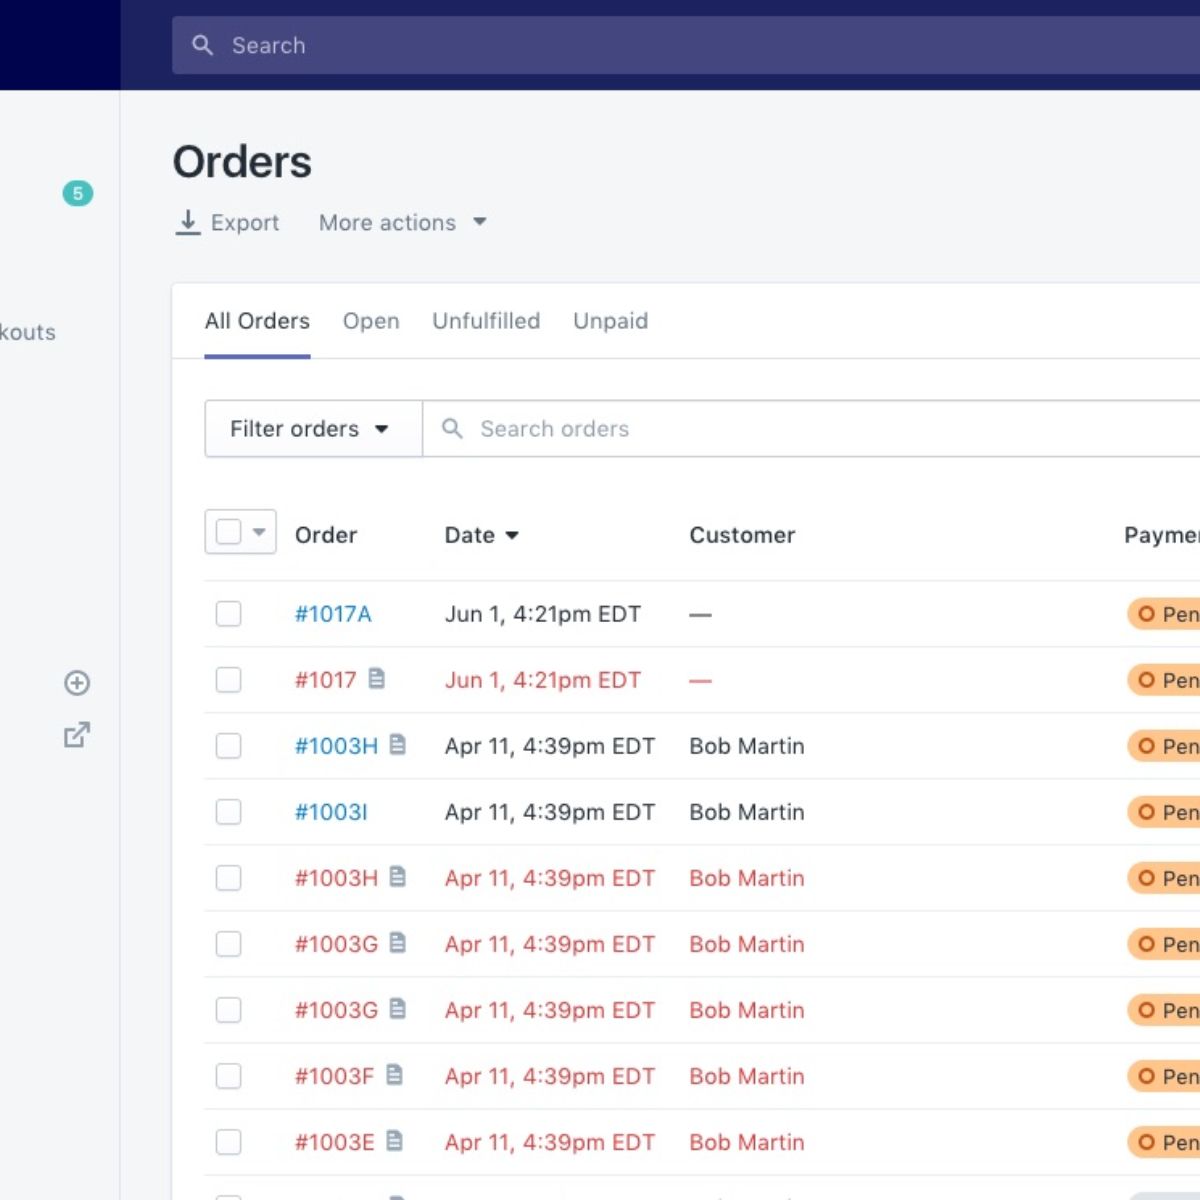 Search
Orders
5
Export More actions
All Orders Open Unfulfilled Unpaid
kouts
Filter orders Search orders
Order Date Customer Payme
#1017A Jun 1, 4:21pm EDT — Pen
#1017 Jun 1, 4:21pm EDT — Pen
#1003H Apr 11, 4:39pm EDT Bob Martin Pen
#1003I Apr 11, 4:39pm EDT Bob Martin Pen
#1003H Apr 11, 4:39pm EDT Bob Martin Pen
#1003G Apr 11, 4:39pm EDT Bob Martin Pen
#1003G Apr 11, 4:39pm EDT Bob Martin Pen
#1003F Apr 11, 4:39pm EDT Bob Martin Pen
#1003E Apr 11, 4:39pm EDT Bob Martin Pen